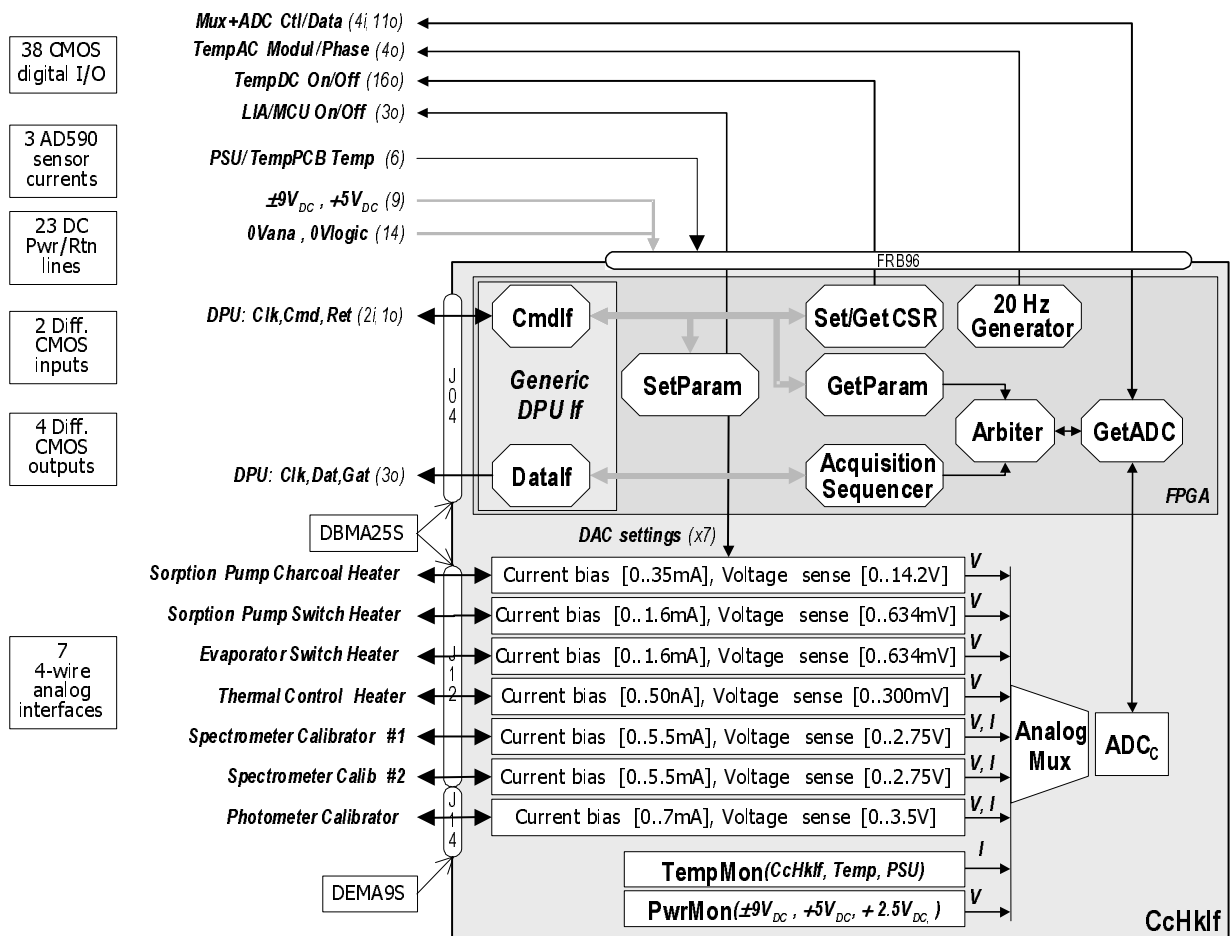 Mux+ADC Ctl/Data (4i, 11o)
TempAC Modul/Phase (4o)
TempDC On/Off (16o)
LIA/MCU On/Off (3o)
PSU/TempPCB Temp (6)
±9VDC , +5VDC (9)
0Vana , 0Vlogic (14)
38 CMOS
digital I/O
3 AD590
sensor
currents
23 DC
Pwr/Rtn
lines
2 Diff.
CMOS
inputs
4 Diff.
CMOS
outputs
7
4-wire
analog
interfaces
FRB96
DPU: Clk,Cmd,Ret (2i, 1o)
J04
CmdIf
Set/Get CSR
20 Hz
Generator
Generic
DPU If
SetParam
GetParam
Arbiter
GetADC
DPU: Clk,Dat,Gat (3o)
DataIf
Acquisition
Sequencer
FPGA
DBMA25S
DAC settings (x7)
Sorption Pump Charcoal Heater
Current bias [0..35mA], Voltage sense [0..14.2V]
V
Sorption Pump Switch Heater
Current bias [0..1.6mA], Voltage sense [0..634mV]
V
Evaporator Switch Heater
Current bias [0..1.6mA], Voltage sense [0..634mV]
V
J12
Thermal Control Heater
Current bias [0..50nA], Voltage sense [0..300mV]
V
Spectrometer Calibrator #1
Current bias [0..5.5mA], Voltage sense [0..2.75V]
V, I
Spectrometer Calib #2
Current bias [0..5.5mA], Voltage sense [0..2.75V]
V, I
J14
Photometer Calibrator
Current bias [0..7mA], Voltage sense [0..3.5V]
V, I
Analog
Mux
ADCC
TempMon(CcHkIf, Temp, PSU)
I
DEMA9S
PwrMon(±9VDC , +5VDC, + 2.5VDC, )
V
CcHkIf